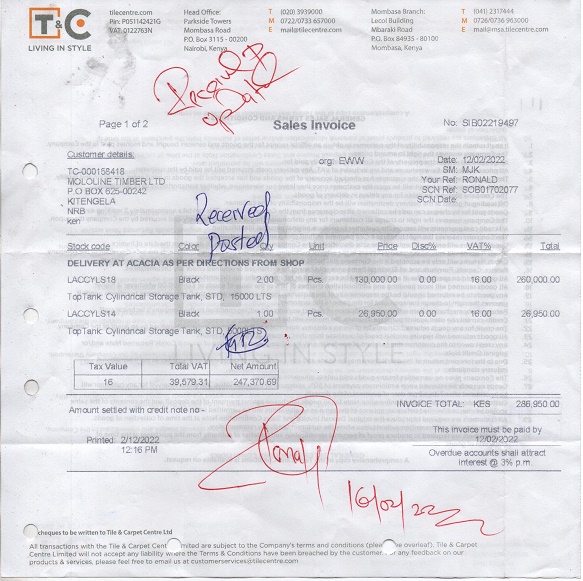 T&C
LIVING IN STYLE
tilecentre.com
Pin: P051142421G
VAT 0122763N
Head Office:
Parkside Towers
Mombasa Road
P.O. Box 3115 - 00200
Nairobi, Kenya
T (020) 3939000
M 0722/0733 657000
E mail@tilecentre.com
Mombasa Branch:
Lecol Building
Mbaraki Road
P.O. Box 84935 - 80100
Mombasa, Kenya
T (041) 2317444
M 0726/0736 963000
E mail@msa.tilecentre.com
Page 1 of 2
Sales Invoice
No: SIB02219497
Customer details:
TC-000158418
MOLOLINE TIMBER LTD
P O BOX 625-00242
KITENGELA
NRB
ken
org: EWW
Date: 12/02/2022
SM: MJK
Your Ref: RONALD
SCN Ref: SOB01702077
SCN Date:
Received
Posted
Stock code Color Qty Unit Price Disc% VAT% Total
DELIVERY AT ACACIA AS PER DIRECTIONS FROM SHOP
LACCYLS18 Black 2.00 Pcs. 130,000.00 0.00 16.00 260,000.00
TopTank: Cylindrical Storage Tank, STD, 15000 LTS
LACCYLS14 Black 1.00 Pcs. 26,950.00 0.00 16.00 26,950.00
TopTank: Cylindrical Storage Tank, STD,
LIVING IN STYLE
Tax Value Total VAT Net Amount
16 39,579.31 247,370.69
INVOICE TOTAL: KES 286,950.00
Amount settled with credit note no -
This invoice must be paid by
12/02/2022
Printed: 2/12/2022
12:16 PM
Overdue accounts shall attract
interest @ 3% p.m.
16/02/22
cheques to be written to Tile & Carpet Centre Ltd
All transactions with the Tile & Carpet Cent limited are subject to the Company's terms and conditions (please overleaf). Tile & Carpet
Centre Limited will not accept any liability where the Terms & Conditions have been breached by the customer. For any feedback on our
products & services, please feel free to email us at customerservices@tilecentre.com